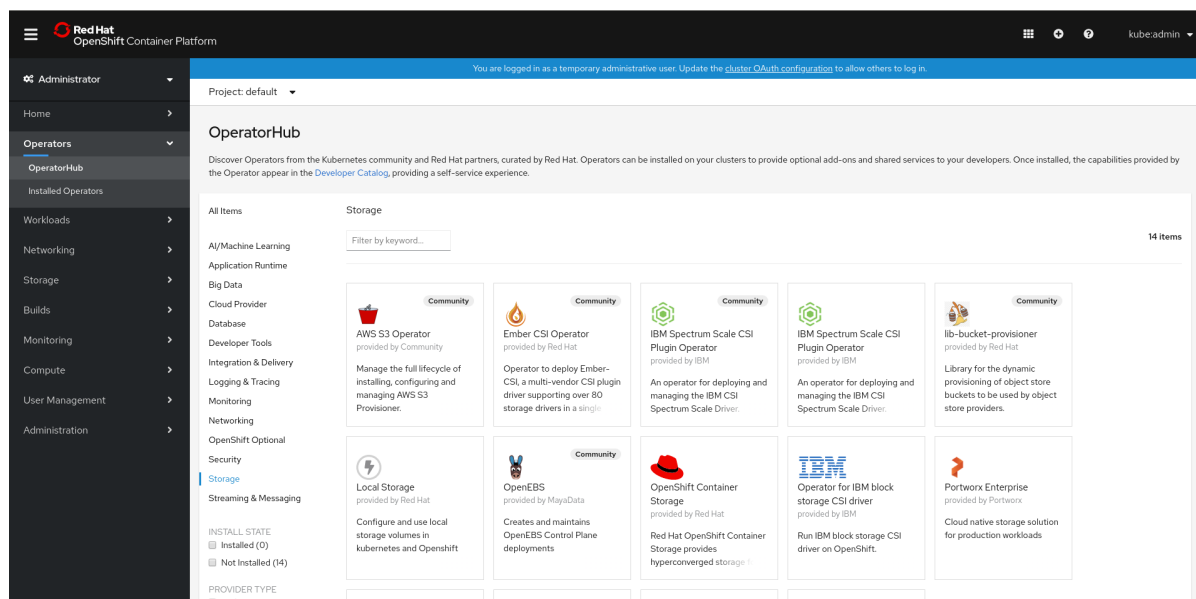 Red Hat
OpenShift Container Platform
kube:admin
Administrator
You are logged in as a temporary administrative user. Update the cluster OAuth configuration to allow others to log in.
Project: default
Home
Operators
OperatorHub
Installed Operators
Workloads
Networking
Storage
Builds
Monitoring
Compute
User Management
Administration
OperatorHub
Discover Operators from the Kubernetes community and Red Hat partners, curated by Red Hat. Operators can be installed on your clusters to provide optional add-ons and shared services to your developers. Once installed, the capabilities provided by
the Operator appear in the Developer Catalog, providing a self-service experience.
All Items
AI/Machine Learning
Application Runtime
Big Data
Cloud Provider
Database
Developer Tools
Integration & Delivery
Logging & Tracing
Monitoring
Networking
OpenShift Optional
Security
Storage
Streaming & Messaging
INSTALL STATE
Installed (0)
Not Installed (14)
PROVIDER TYPE
Storage
Filter by keyword...
14 items
Community
AWS S3 Operator
provided by Community
Manage the full lifecycle of
installing, configuring and
managing AWS S3
Provisioner.
Community
Ember CSI Operator
provided by Red Hat
Operator to deploy Ember-
CSI, a multi-vendor CSI plugin
driver supporting over 80
storage drivers in a single
Community
IBM Spectrum Scale CSI
Plugin Operator
provided by IBM
An operator for deploying and
managing the IBM CSI
Spectrum Scale Driver.
IBM Spectrum Scale CSI
Plugin Operator
provided by IBM
An operator for deploying and
managing the IBM CSI
Spectrum Scale Driver.
Community
lib-bucket-provisioner
provided by Red Hat
Library for the dynamic
provisioning of object store
buckets to be used by object
store providers.
Local Storage
provided by Red Hat
Configure and use local
storage volumes in
kubernetes and Openshift
Community
OpenEBS
provided by MayaData
Creates and maintains
OpenEBS Control Plane
deployments
OpenShift Container
Storage
provided by Red Hat
Red Hat OpenShift Container
Storage provides
hyperconverged storage
IBM
Operator for IBM block
storage CSI driver
provided by IBM
Run IBM block storage CSI
driver on OpenShift.
Portworx Enterprise
provided by Portworx
Cloud native storage solution
for production workloads